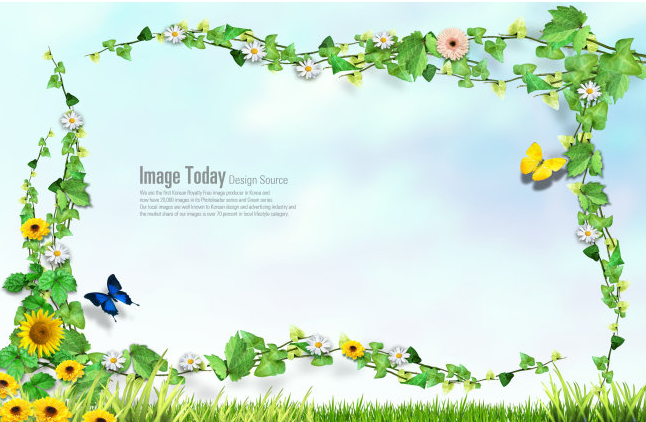 Image Today Design Source
We are the first Korean Royalty Free image producer in Korea and
now have 20,000 images in its Photoleader series and Dream series.
Our local images are well known to Korean design and advertising industry and
the market share of our images is over 70 percent in local lifestyle category.